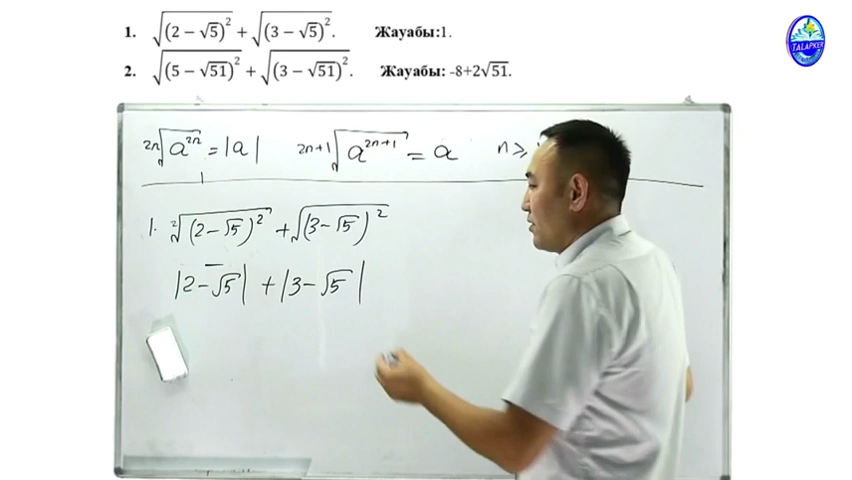 1. √(2 − √5)² + √(3 − √5)². Жауабы:1.
2. √(5 − √51)² + √(3 − √51)². Жауабы: -8+2√51.
TALAPKER
²ⁿ√a²ⁿ = |a| ²ⁿ⁺¹√a²ⁿ⁺¹ = a n ⩾
1. ²√(2 − √5)² + √(3 − √5)²
|2 − √5| + |3 − √5|